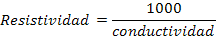 Resistividad = 1000 / conductividad